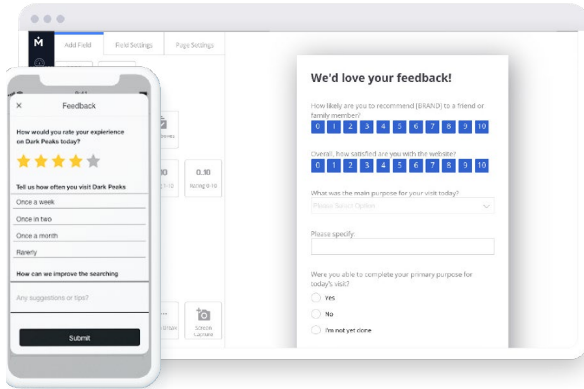 Add Field
Field Settings
Page Settings
Feedback
How would you rate your expierience
on Dark Peaks today?
Tell us how often you visit Dark Peaks
Once a week
Once in two
Once a month
Rarerly
How can we improve the searching
Any suggestions or tips?
Submit
0..10
Rating 0-10
Screen
Capture
We'd love your feedback!
How likely are you to recommend [BRAND] to a friend or
family member?
0 1 2 3 4 5 6 7 8 9 10
Overall, how satisfied are you with the website?
0 1 2 3 4 5 6 7 8 9 10
What was the main purpose for your visit today?
Please Select Option
Please specify:
Were you able to complete your primary purpose for
today's visit?
Yes
No
I'm not yet done